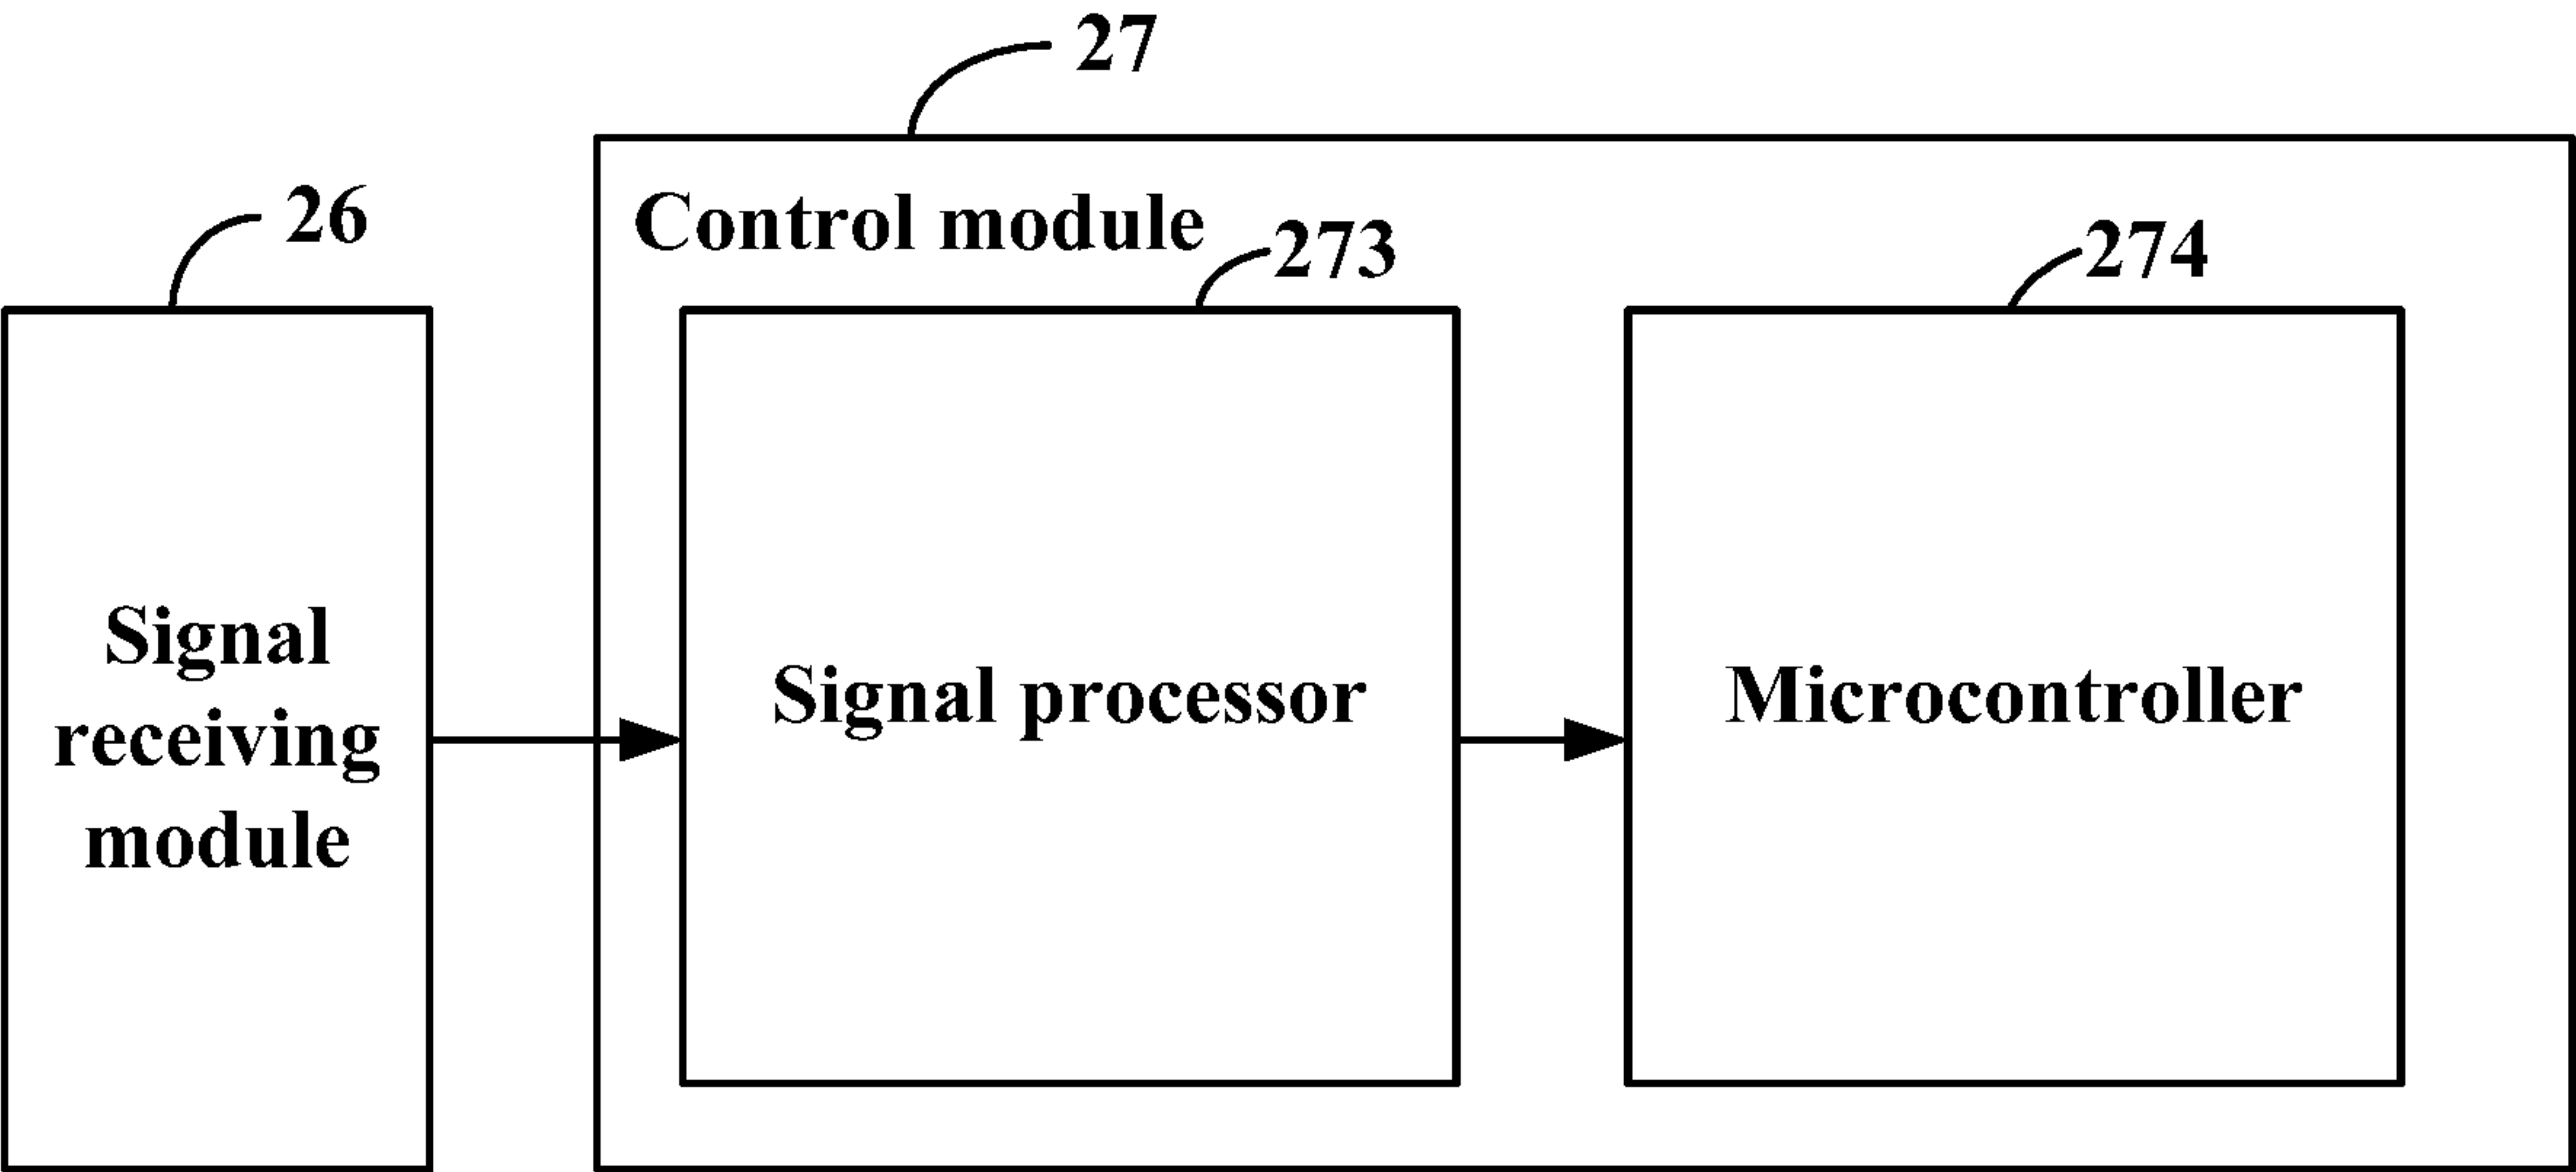 27
26
Control module
273
274
Signal
receiving
module
Signal processor
Microcontroller